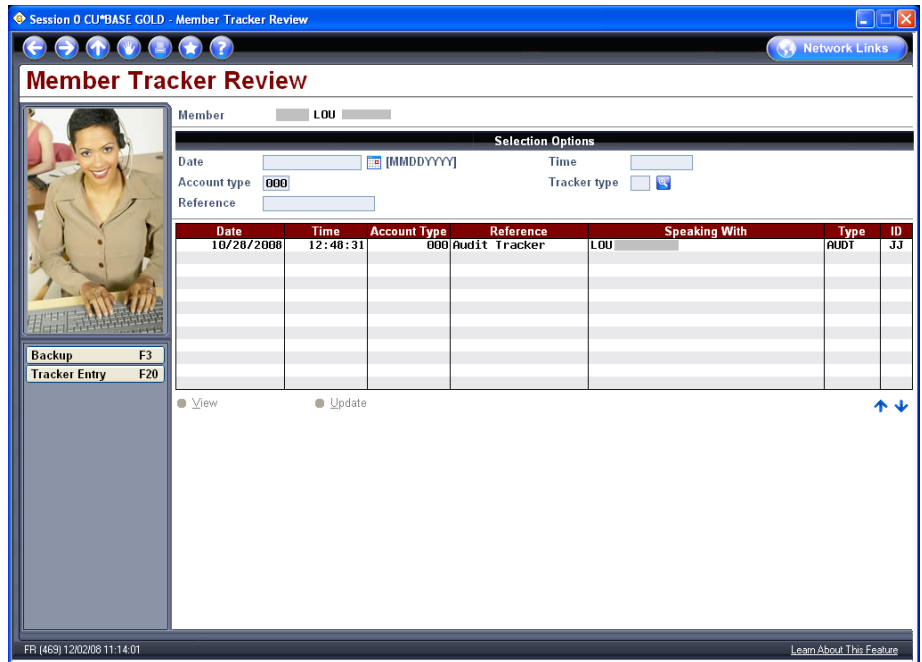 Session 0 CU*BASE GOLD - Member Tracker Review
Network Links
Member Tracker Review
Member LOU
Selection Options
Date [MMDDYYYY] Time
Account type 000 Tracker type
Reference
Date Time Account Type Reference Speaking With Type ID
10/28/2008 12:48:31 000 Audit Tracker LOU AUDT JJ
Backup F3
Tracker Entry F20
View Update
FR (469) 12/02/08 11:14:01 Learn About This Feature